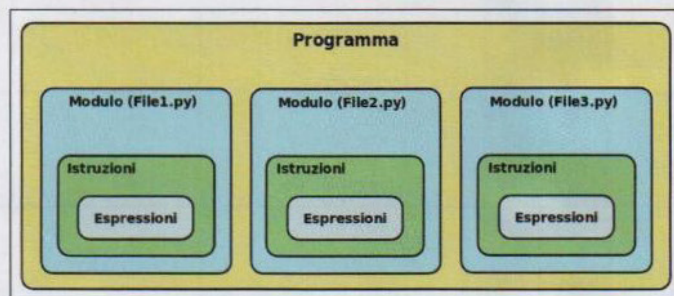 Programma
Modulo (File1.py) Modulo (File2.py) Modulo (File3.py)
Istruzioni Istruzioni Istruzioni
Espressioni Espressioni Espressioni